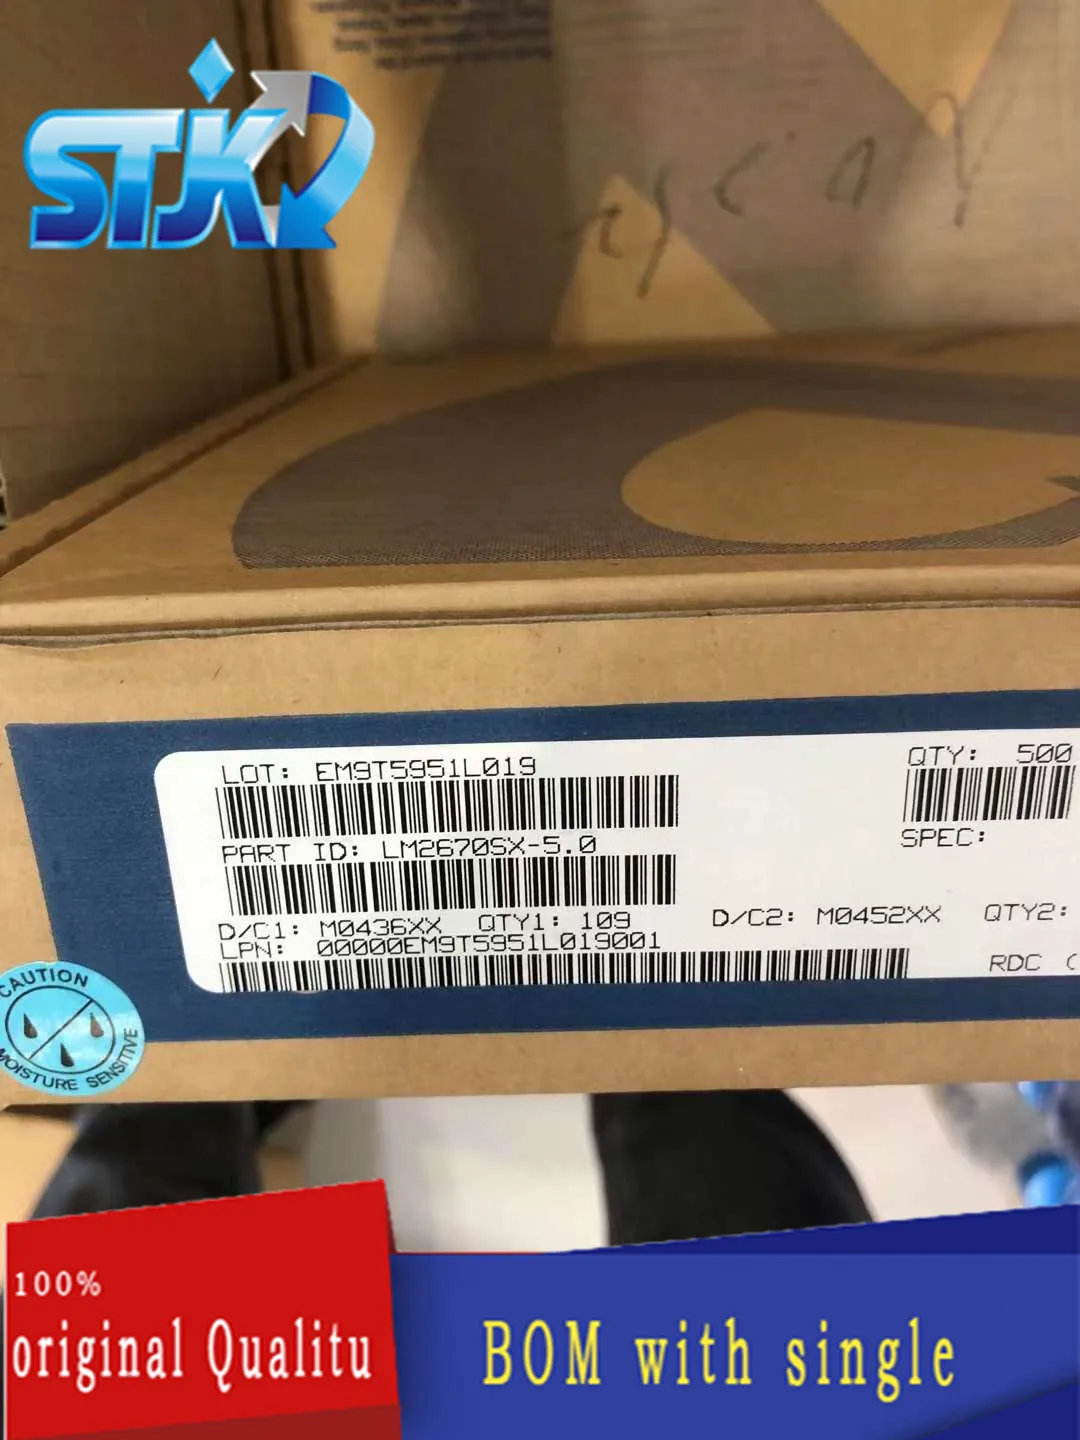 STJK
LOT: EM9T5951L019
QTY: 500
PART ID: LM2670SX-5.0
SPEC:
D/C1: M0436XX QTY1: 109 D/C2: M0452XX QTY2:
LPN: 00000EM9T5951L019001
RDC (
CAUTION
MOISTURE SENSITIVE
100%
original Qualitu
BOM with single